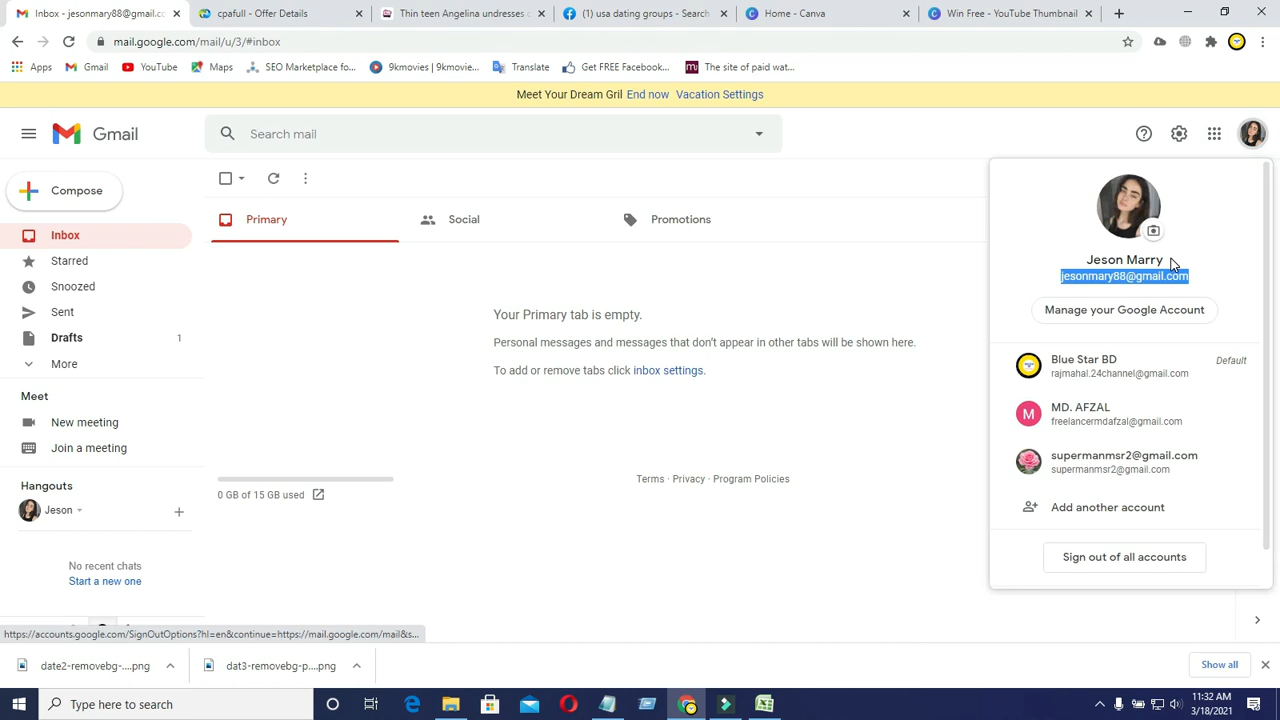 Inbox - jesonmary88@gmail.co
cpafull - Offer Details
Thin teen Angelina undresses c
(1) usa dating groups - Search
Home - Canva
Win Free - YouTube Thumbnail
mail.google.com/mail/u/3/#inbox
Apps
Gmail
YouTube
Maps
SEO Marketplace fo...
9kmovies | 9kmovie...
Translate
Get FREE Facebook...
The site of paid wat...
Meet Your Dream Gril End now Vacation Settings
Gmail
Search mail
Compose
Inbox
Starred
Snoozed
Sent
Drafts 1
More
Meet
New meeting
Join a meeting
Hangouts
Jeson
No recent chats
Start a new one
Primary
Social
Promotions
Your Primary tab is empty.
Personal messages and messages that don't appear in other tabs will be shown here.
To add or remove tabs click inbox settings.
0 GB of 15 GB used
Terms · Privacy · Program Policies
Jeson Marry
jesonmary88@gmail.com
Manage your Google Account
Blue Star BD Default
rajmahal.24channel@gmail.com
M
MD. AFZAL
freelancermdafzal@gmail.com
supermanmsr2@gmail.com
supermanmsr2@gmail.com
Add another account
Sign out of all accounts
https://accounts.google.com/SignOutOptions?hl=en&continue=https://mail.google.com/mail&s...
date2-removebg-....png
dat3-removebg-p....png
Show all
Type here to search
11:32 AM
3/18/2021